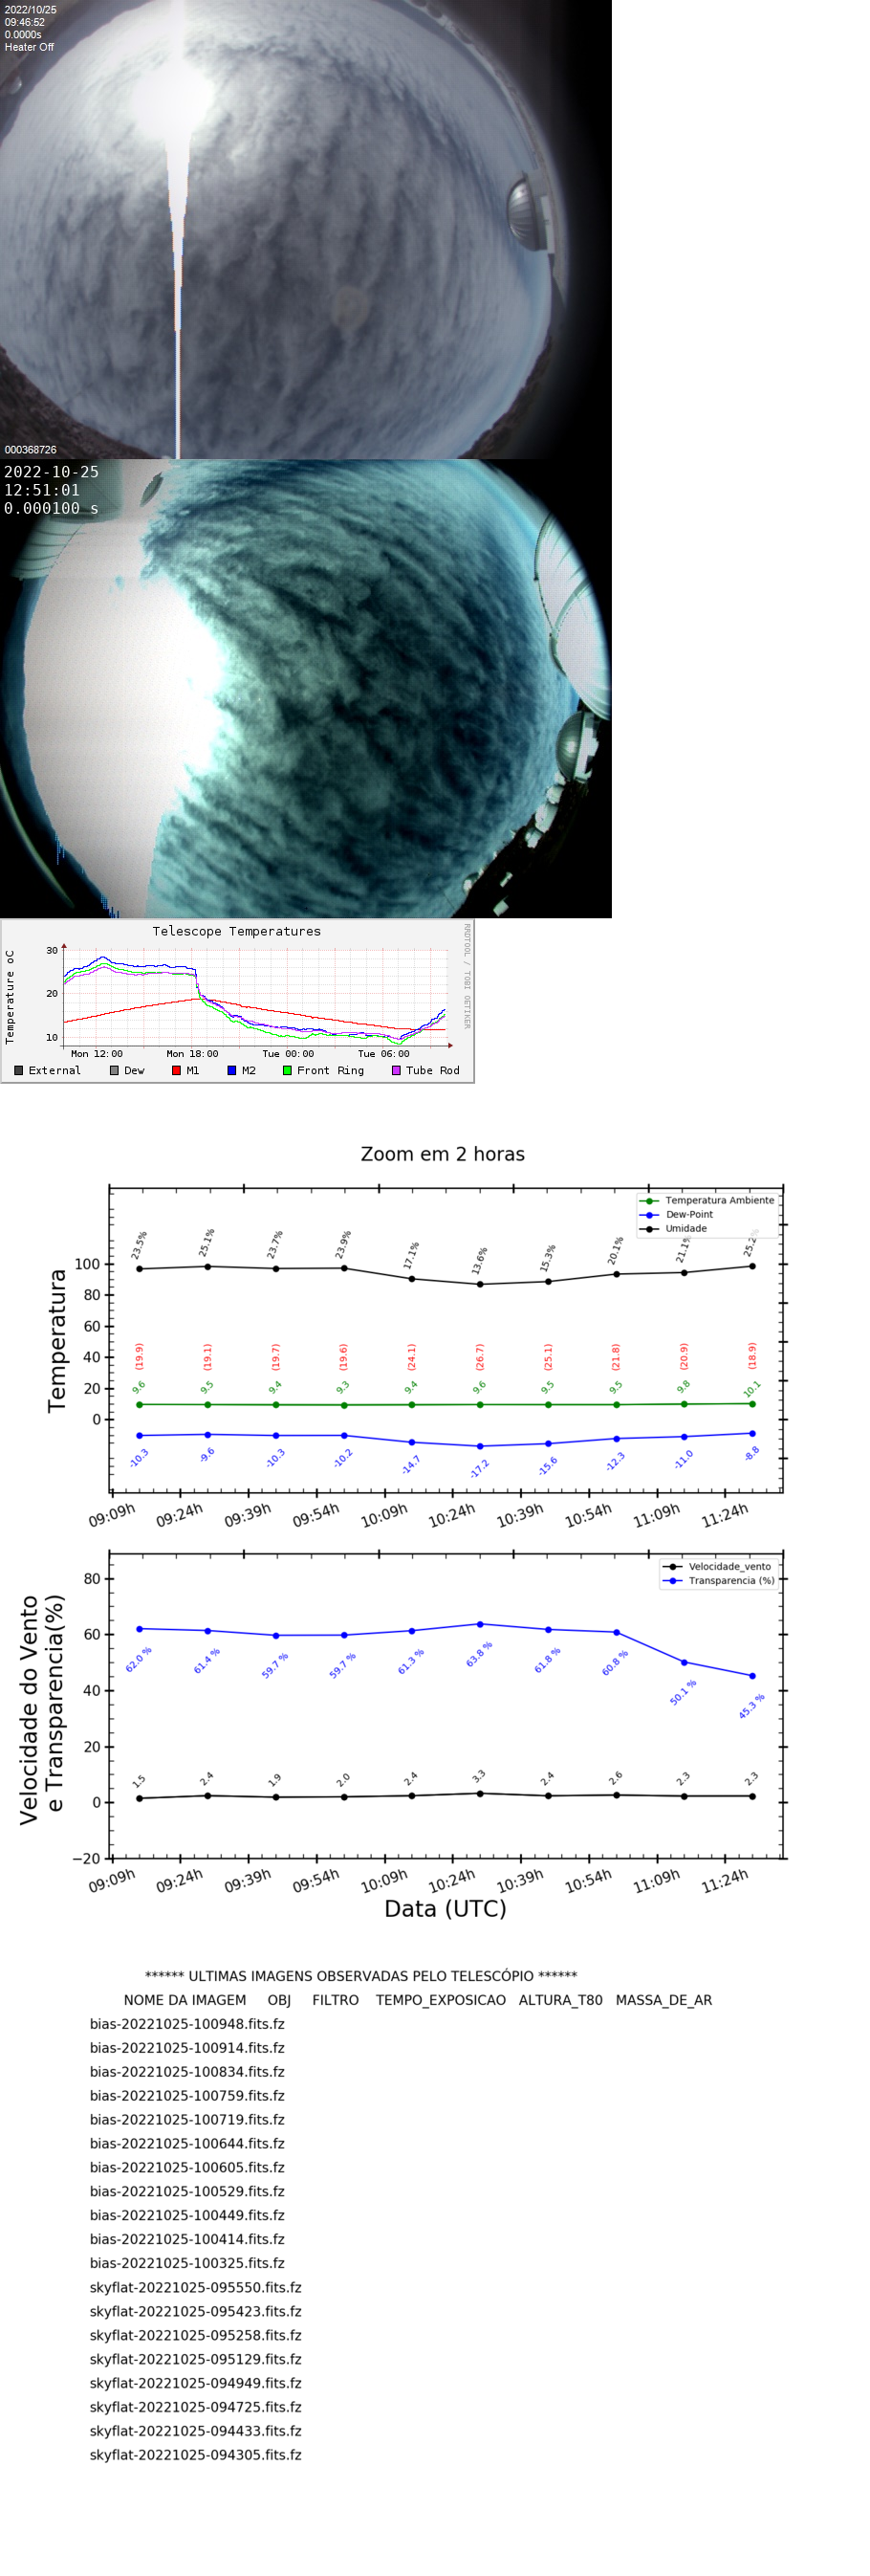 2022/10/25
09:46:52
0.0000s
Heater Off
000368726
2022-10-25
12:51:01
0.000100 s
Telescope Temperatures
RRDTOOL / TOBI OETIKER
Temperature oC
30
20
10
Mon 12:00 Mon 18:00 Tue 00:00 Tue 06:00
External Dew M1 M2 Front Ring Tube Rod
Zoom em 2 horas
Temperatura Ambiente
Dew-Point
Umidade
Temperatura
100
80
60
40
20
0
23.5% 25.1% 23.7% 23.9% 17.1% 13.6% 15.3% 20.1% 21.1% 25.2%
(19.9) (19.1) (19.7) (19.6) (24.1) (26.7) (25.1) (21.8) (20.9) (18.9)
9.6 9.5 9.4 9.3 9.4 9.6 9.5 9.5 9.8 10.1
-10.3 -9.6 -10.3 -10.2 -14.7 -17.2 -15.6 -12.3 -11.0 -8.8
09:09h 09:24h 09:39h 09:54h 10:09h 10:24h 10:39h 10:54h 11:09h 11:24h
Velocidade_vento
Transparencia (%)
Velocidade do Vento
e Transparencia(%)
80
60
40
20
0
−20
62.0 % 61.4 % 59.7 % 59.7 % 61.3 % 63.8 % 61.8 % 60.8 % 50.1 % 45.3 %
1.5 2.4 1.9 2.0 2.4 3.3 2.4 2.6 2.3 2.3
09:09h 09:24h 09:39h 09:54h 10:09h 10:24h 10:39h 10:54h 11:09h 11:24h
Data (UTC)
****** ULTIMAS IMAGENS OBSERVADAS PELO TELESCÓPIO ******
NOME DA IMAGEM OBJ FILTRO TEMPO_EXPOSICAO ALTURA_T80 MASSA_DE_AR
bias-20221025-100948.fits.fz
bias-20221025-100914.fits.fz
bias-20221025-100834.fits.fz
bias-20221025-100759.fits.fz
bias-20221025-100719.fits.fz
bias-20221025-100644.fits.fz
bias-20221025-100605.fits.fz
bias-20221025-100529.fits.fz
bias-20221025-100449.fits.fz
bias-20221025-100414.fits.fz
bias-20221025-100325.fits.fz
skyflat-20221025-095550.fits.fz
skyflat-20221025-095423.fits.fz
skyflat-20221025-095258.fits.fz
skyflat-20221025-095129.fits.fz
skyflat-20221025-094949.fits.fz
skyflat-20221025-094725.fits.fz
skyflat-20221025-094433.fits.fz
skyflat-20221025-094305.fits.fz